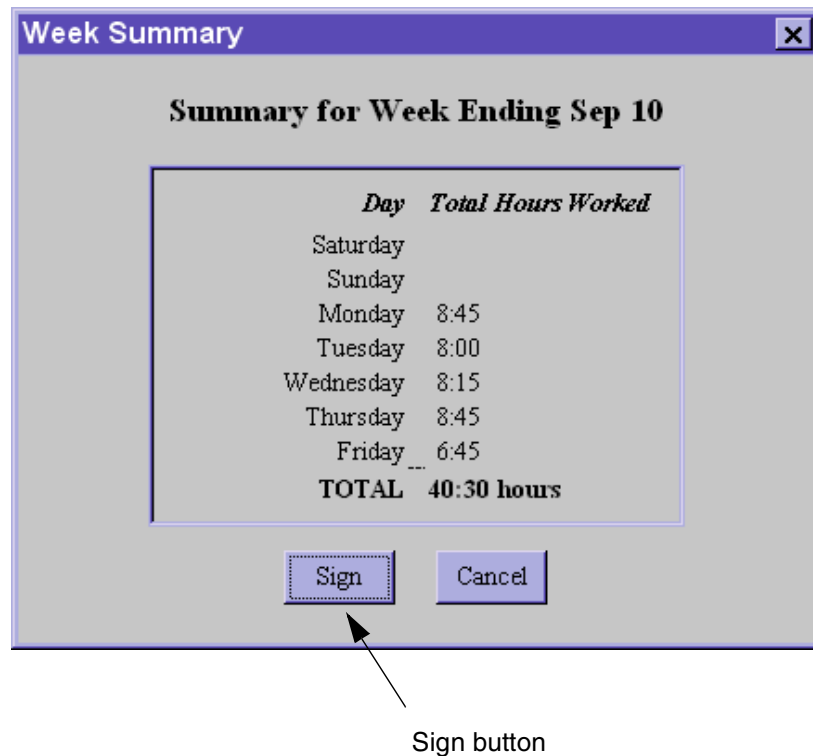 Week Summary
Summary for Week Ending Sep 10
Day Total Hours Worked
Saturday
Sunday
Monday 8:45
Tuesday 8:00
Wednesday 8:15
Thursday 8:45
Friday 6:45
TOTAL 40:30 hours
Sign Cancel
Sign button